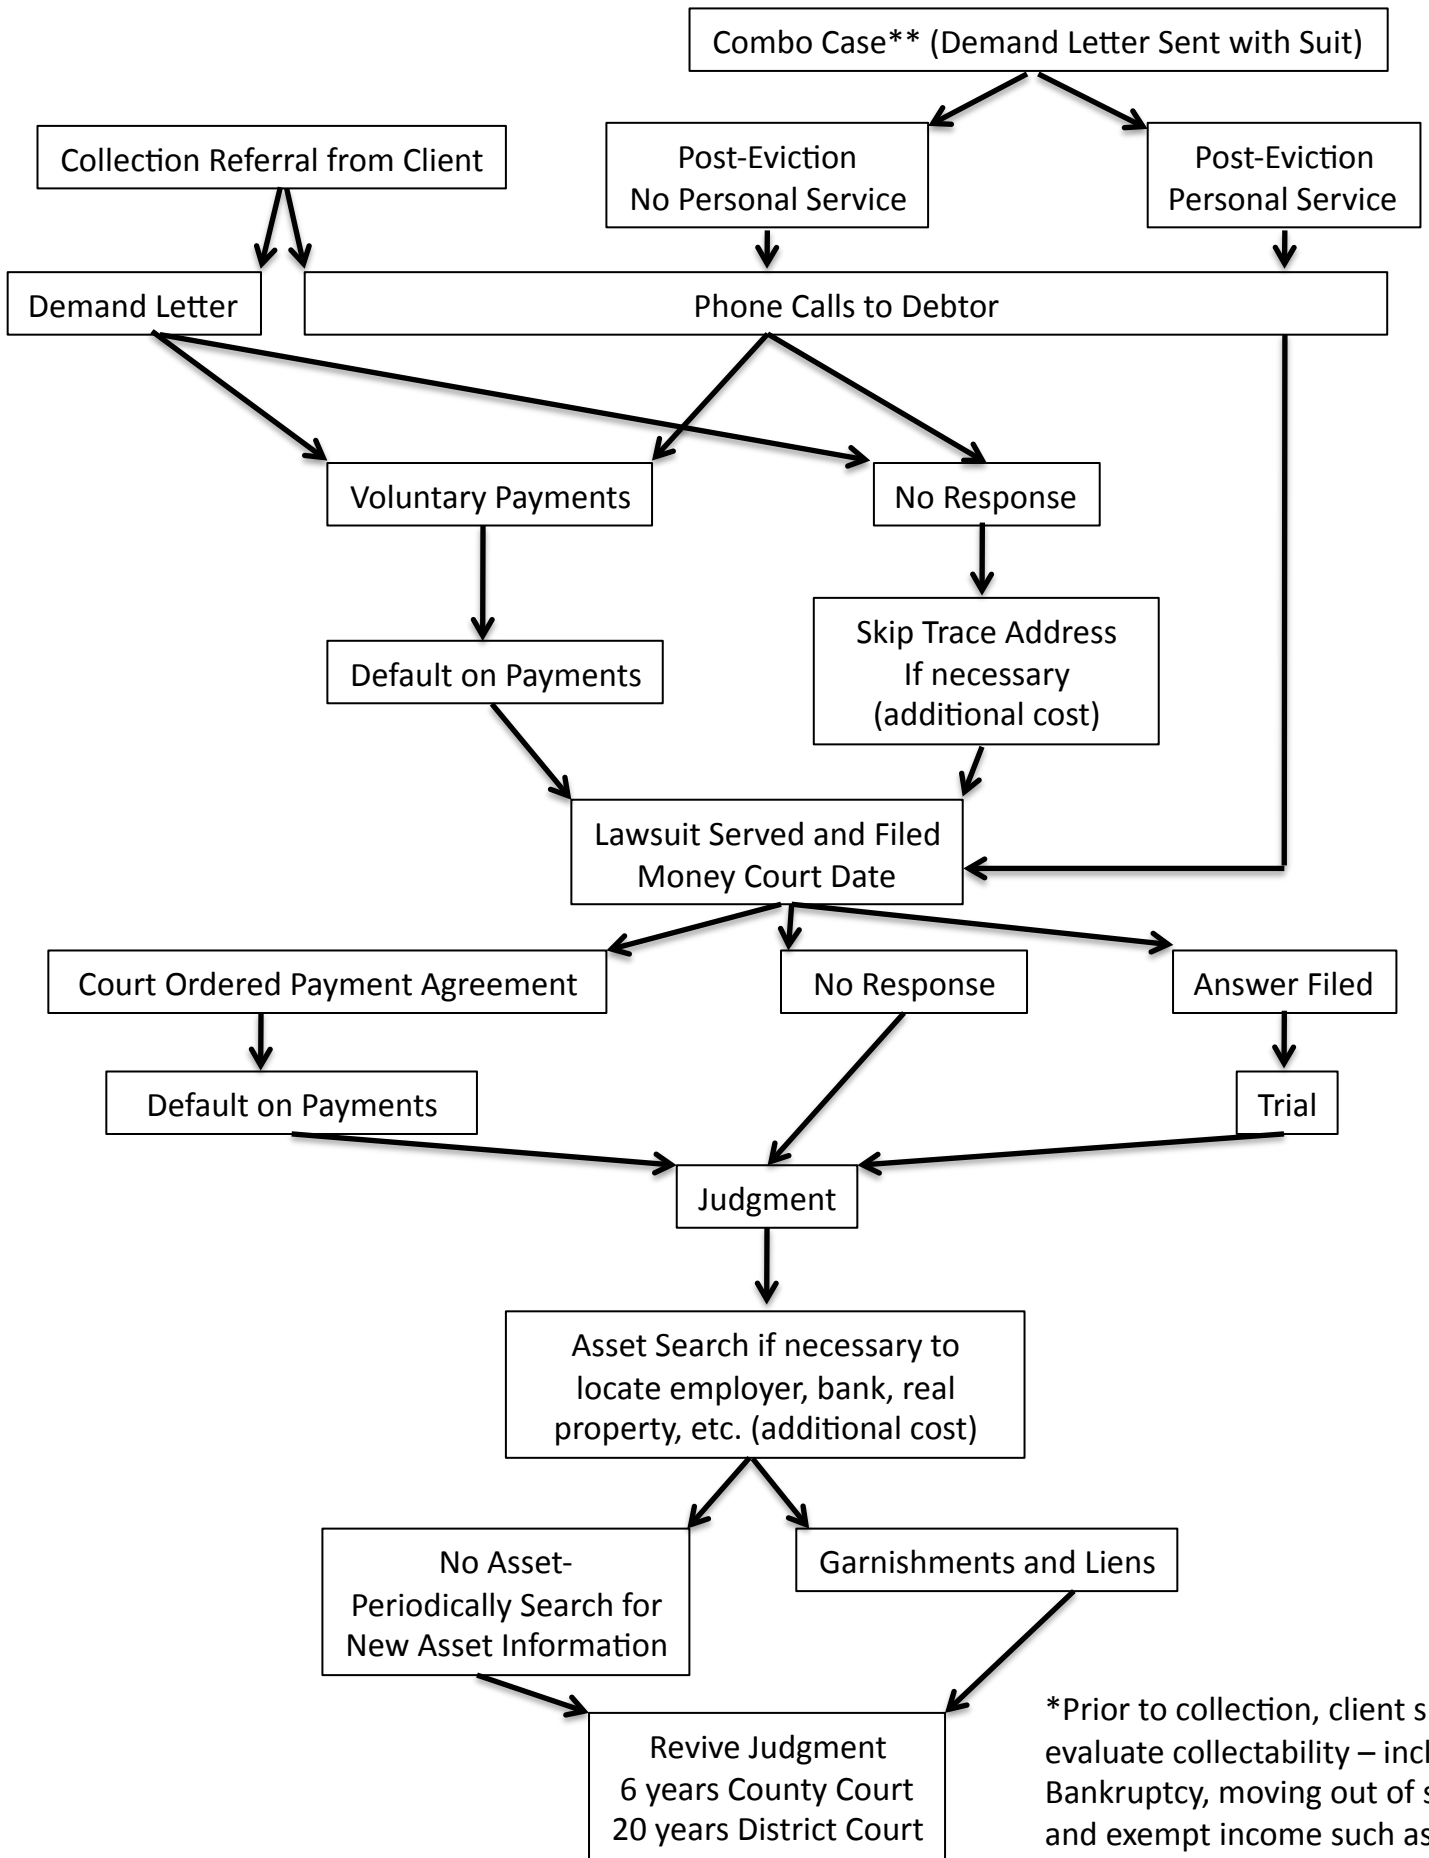 Combo Case** (Demand Letter Sent with Suit)
Collection Referral from Client
Post-Eviction
No Personal Service
Post-Eviction
Personal Service
Demand Letter
Phone Calls to Debtor
Voluntary Payments
No Response
Default on Payments
Skip Trace Address
If necessary
(additional cost)
Lawsuit Served and Filed
Money Court Date
Court Ordered Payment Agreement
No Response
Answer Filed
Default on Payments
Trial
Judgment
Asset Search if necessary to
locate employer, bank, real
property, etc. (additional cost)
No Asset-
Periodically Search for
New Asset Information
Garnishments and Liens
Revive Judgment
6 years County Court
20 years District Court
*Prior to collection, client
evaluate collectability –
Bankruptcy, moving out of
and exempt income such as